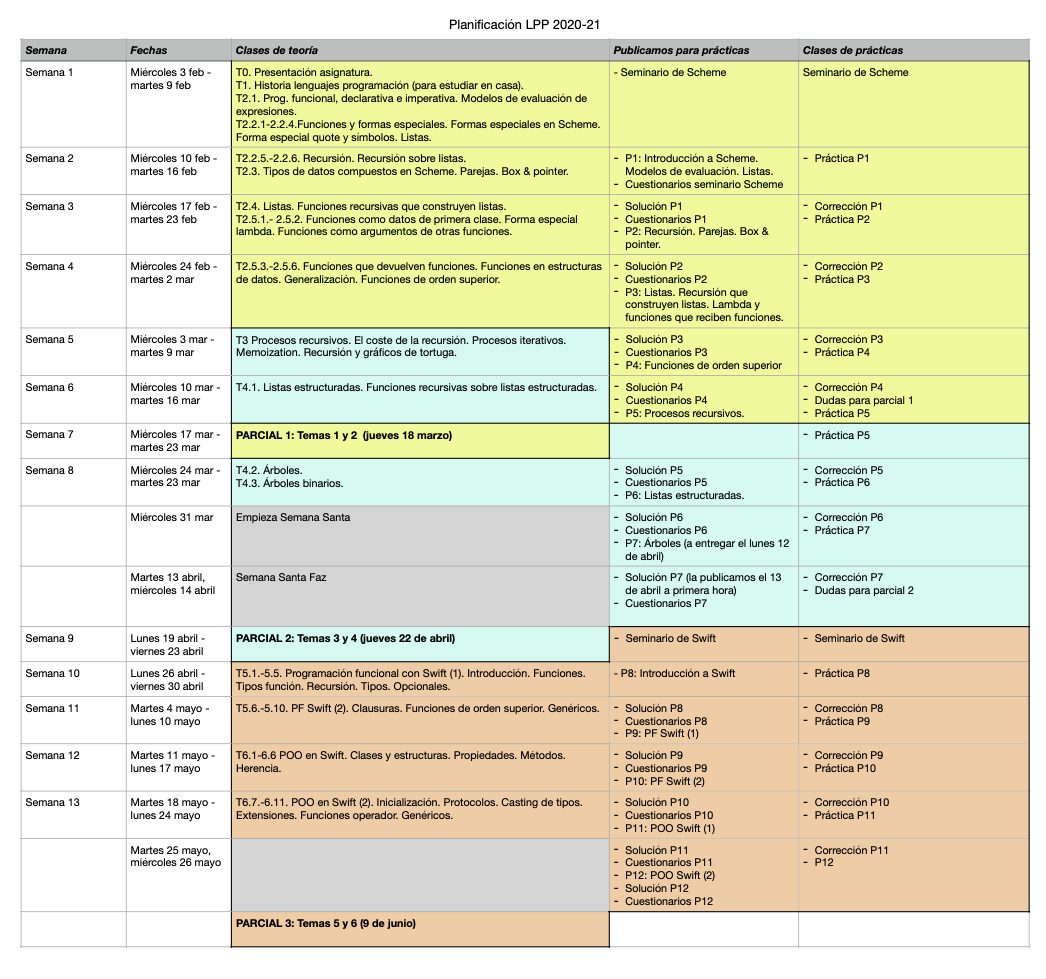 Planificación LPP 2020-21
Semana
Fechas
Clases de teoría
Publicamos para prácticas
Clases de prácticas
Semana 1
Miércoles 3 feb -
martes 9 feb
T0. Presentación asignatura.
T1. Historia lenguajes programación (para estudiar en casa).
T2.1. Prog. funcional, declarativa e imperativa. Modelos de evaluación de
expresiones.
T2.2.1-2.2.4.Funciones y formas especiales. Formas especiales en Scheme.
Forma especial quote y símbolos. Listas.
- Seminario de Scheme
Seminario de Scheme
Semana 2
Miércoles 10 feb -
martes 16 feb
T2.2.5.-2.2.6. Recursión. Recursión sobre listas.
T2.3. Tipos de datos compuestos en Scheme. Parejas. Box & pointer.
- P1: Introducción a Scheme.
Modelos de evaluación. Listas.
- Cuestionarios seminario Scheme
- Práctica P1
Semana 3
Miércoles 17 feb -
martes 23 feb
T2.4. Listas. Funciones recursivas que construyen listas.
T2.5.1.- 2.5.2. Funciones como datos de primera clase. Forma especial
lambda. Funciones como argumentos de otras funciones.
- Solución P1
- Cuestionarios P1
- P2: Recursión. Parejas. Box &
pointer.
- Corrección P1
- Práctica P2
Semana 4
Miércoles 24 feb -
martes 2 mar
T2.5.3.-2.5.6. Funciones que devuelven funciones. Funciones en estructuras
de datos. Generalización. Funciones de orden superior.
- Solución P2
- Cuestionarios P2
- P3: Listas. Recursión que
construyen listas. Lambda y
funciones que reciben funciones.
- Corrección P2
- Práctica P3
Semana 5
Miércoles 3 mar -
martes 9 mar
T3 Procesos recursivos. El coste de la recursión. Procesos iterativos.
Memoization. Recursión y gráficos de tortuga.
- Solución P3
- Cuestionarios P3
- P4: Funciones de orden superior
- Corrección P3
- Práctica P4
Semana 6
Miércoles 10 mar -
martes 16 mar
T4.1. Listas estructuradas. Funciones recursivas sobre listas estructuradas.
- Solución P4
- Cuestionarios P4
- P5: Procesos recursivos.
- Corrección P4
- Dudas para parcial 1
- Práctica P5
Semana 7
Miércoles 17 mar -
martes 23 mar
PARCIAL 1: Temas 1 y 2 (jueves 18 marzo)
- Práctica P5
Semana 8
Miércoles 24 mar -
martes 23 mar
T4.2. Árboles.
T4.3. Árboles binarios.
- Solución P5
- Cuestionarios P5
- P6: Listas estructuradas.
- Corrección P5
- Práctica P6
Miércoles 31 mar
Empieza Semana Santa
- Solución P6
- Cuestionarios P6
- P7: Árboles (a entregar el lunes 12
de abril)
- Corrección P6
- Práctica P7
Martes 13 abril,
miércoles 14 abril
Semana Santa Faz
- Solución P7 (la publicamos el 13
de abril a primera hora)
- Cuestionarios P7
- Corrección P7
- Dudas para parcial 2
Semana 9
Lunes 19 abril -
viernes 23 abril
PARCIAL 2: Temas 3 y 4 (jueves 22 de abril)
- Seminario de Swift
- Seminario de Swift
Semana 10
Lunes 26 abril -
viernes 30 abril
T5.1.-5.5. Programación funcional con Swift (1). Introducción. Funciones.
Tipos función. Recursión. Tipos. Opcionales.
- P8: Introducción a Swift
- Práctica P8
Semana 11
Martes 4 mayo -
lunes 10 mayo
T5.6.-5.10. PF Swift (2). Clausuras. Funciones de orden superior. Genéricos.
- Solución P8
- Cuestionarios P8
- P9: PF Swift (1)
- Corrección P8
- Práctica P9
Semana 12
Martes 11 mayo -
lunes 17 mayo
T6.1-6.6 POO en Swift. Clases y estructuras. Propiedades. Métodos.
Herencia.
- Solución P9
- Cuestionarios P9
- P10: PF Swift (2)
- Corrección P9
- Práctica P10
Semana 13
Martes 18 mayo -
lunes 24 mayo
T6.7.-6.11. POO en Swift (2). Inicialización. Protocolos. Casting de tipos.
Extensiones. Funciones operador. Genéricos.
- Solución P10
- Cuestionarios P10
- P11: POO Swift (1)
- Corrección P10
- Práctica P11
Martes 25 mayo,
miércoles 26 mayo
- Solución P11
- Cuestionarios P11
- P12: POO Swift (2)
- Solución P12
- Cuestionarios P12
- Corrección P11
- P12
PARCIAL 3: Temas 5 y 6 (9 de junio)